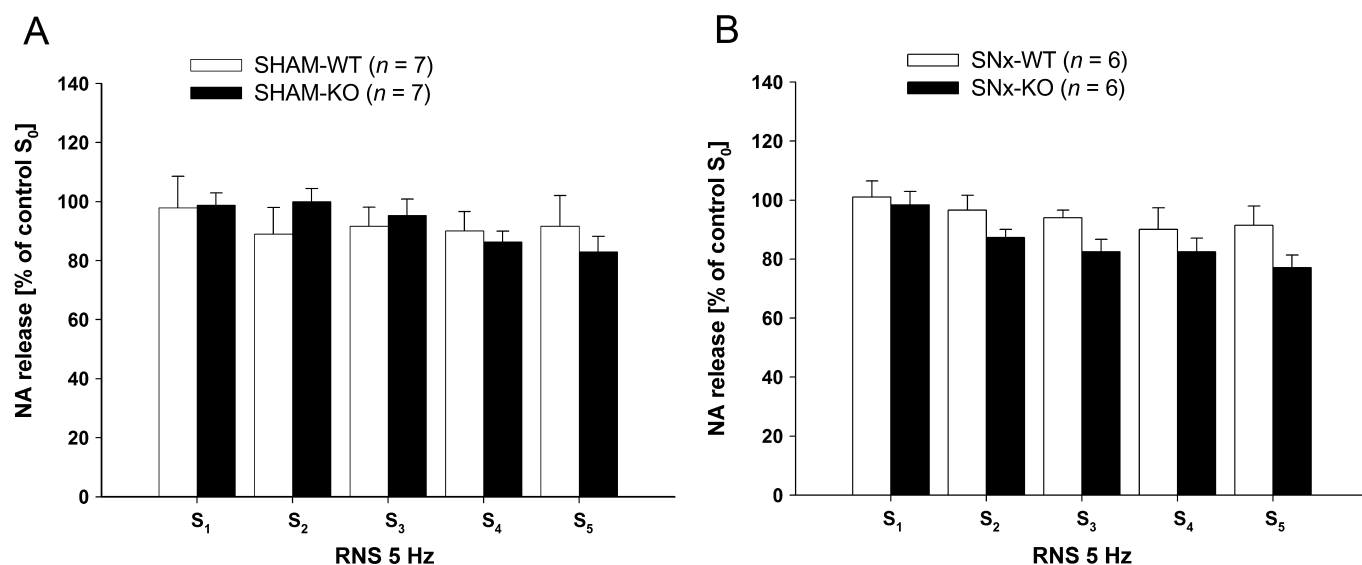 A
SHAM-WT (n = 7)
SHAM-KO (n = 7)
NA release [% of control S₀]
140
120
100
80
60
40
20
0
S₁ S₂ S₃ S₄ S₅
RNS 5 Hz
B
SNx-WT (n = 6)
SNx-KO (n = 6)
NA release [% of control S₀]
140
120
100
80
60
40
20
0
S₁ S₂ S₃ S₄ S₅
RNS 5 Hz